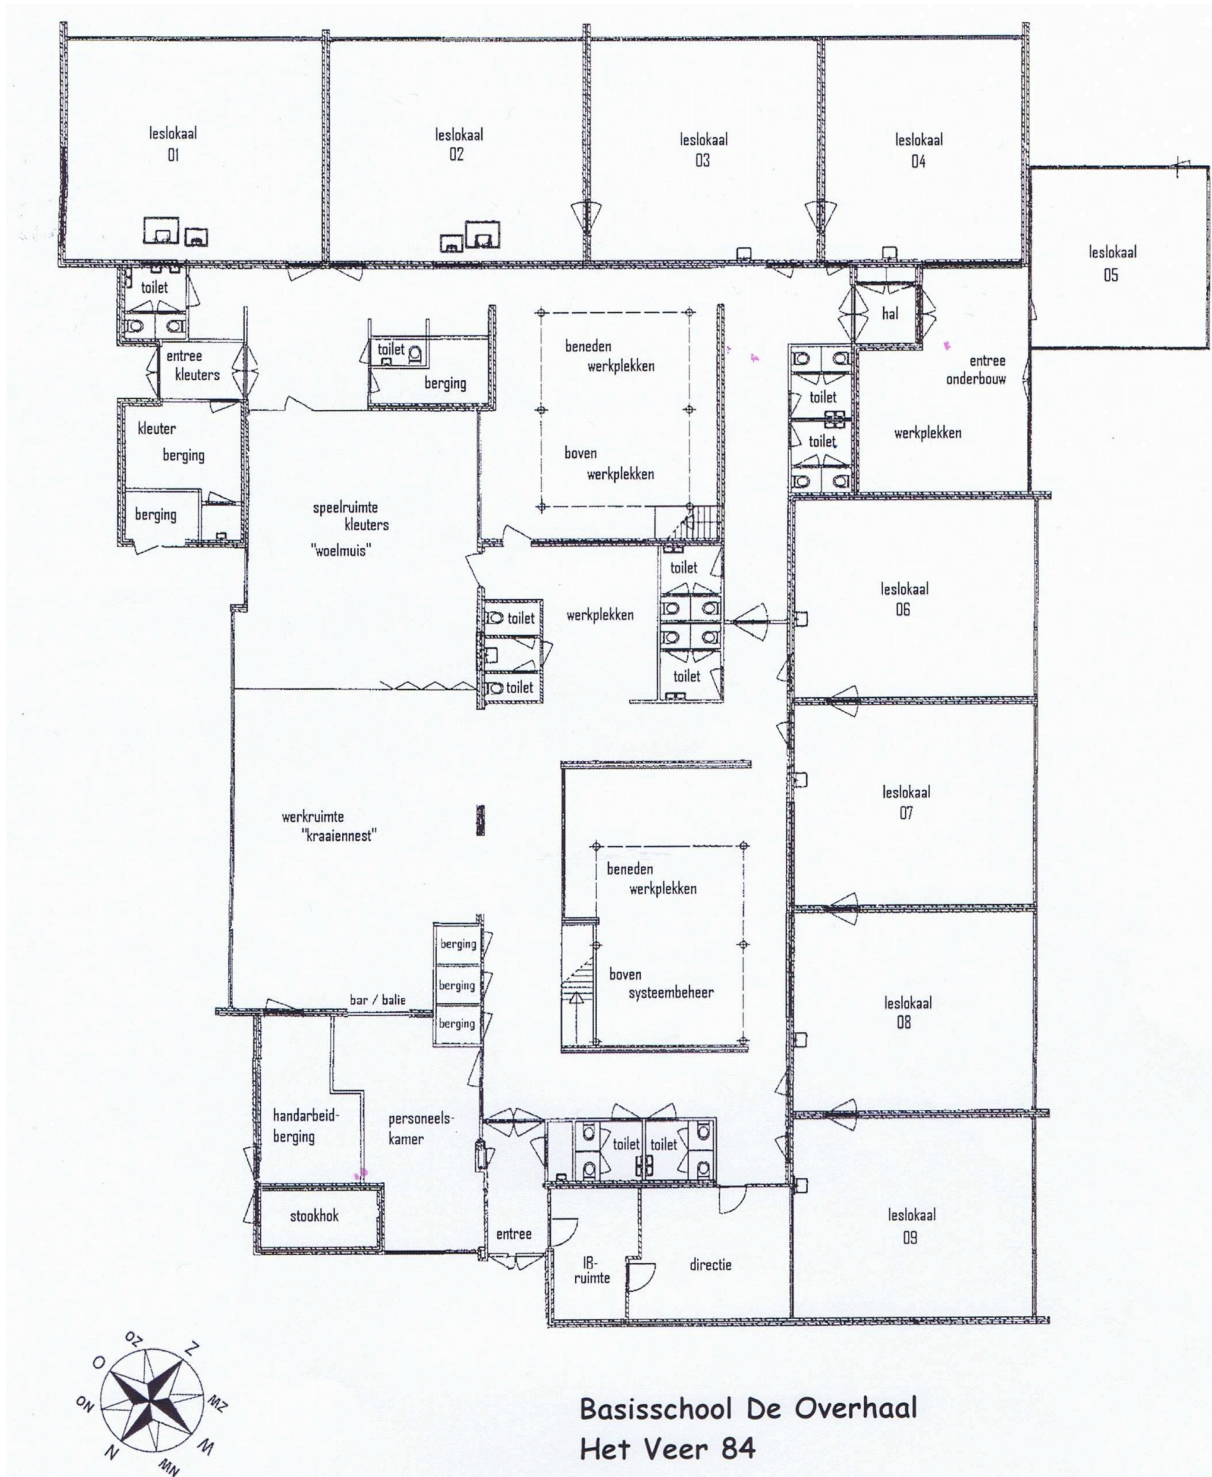 leslokaal
01
leslokaal
02
leslokaal
03
leslokaal
04
leslokaal
05
toilet
hal
entree
kleuters
toilet
berging
beneden
werkplekken
entree
onderbouw
toilet
kleuter
berging
boven
werkplekken
toilet
werkplekken
berging
speelruimte
kleuters
"woelmuis"
toilet
leslokaal
06
toilet
werkplekken
toilet
toilet
leslokaal
07
werkruimte
"kraaiennest"
beneden
werkplekken
berging
berging
berging
boven
systeembeheer
bar / balie
leslokaal
08
handarbeid-
berging
personeels-
kamer
toilet
toilet
stookhok
entree
IB-
ruimte
directie
leslokaal
09
OZ
Z
O
WZ
ON
W
N
WN
Basisschool De Overhaal
Het Veer 84